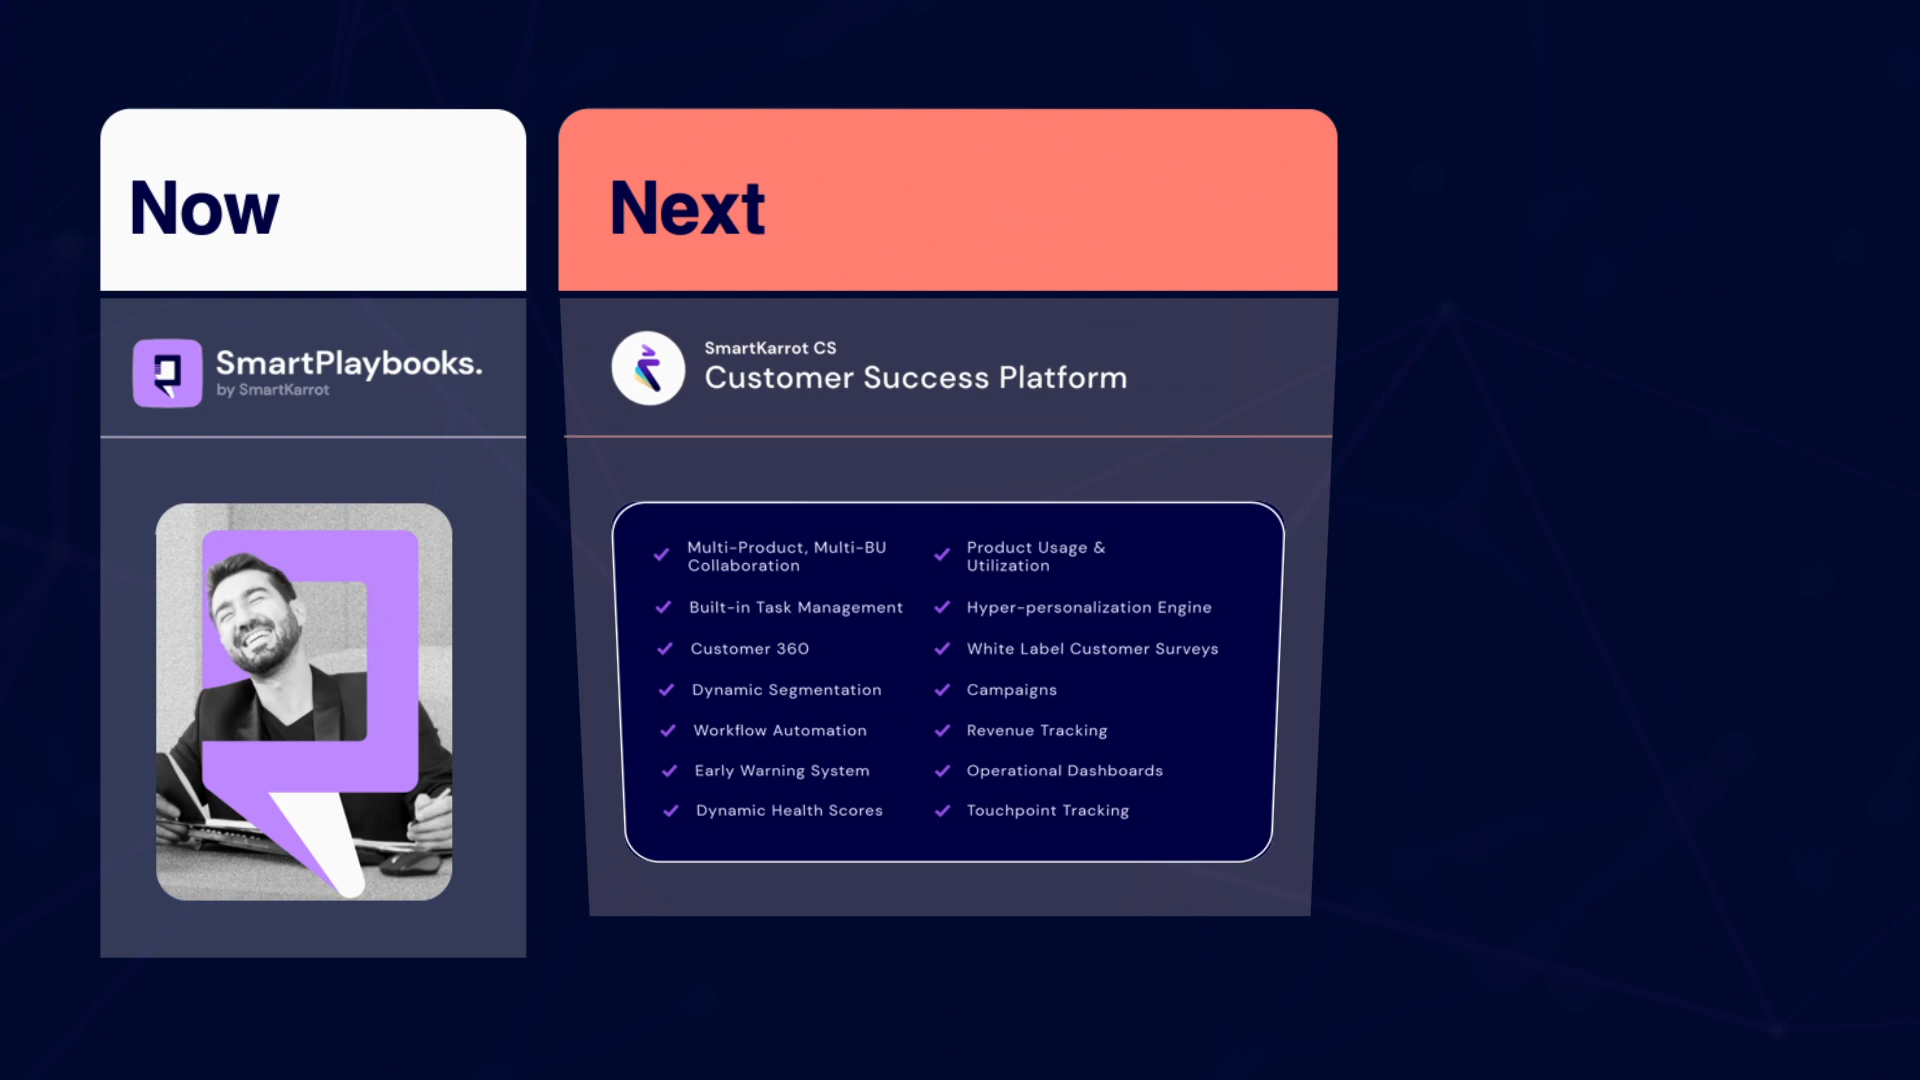 Now
SmartPlaybooks.
by SmartKarrot
Next
SmartKarrot CS
Customer Success Platform
Multi-Product, Multi-BU
Collaboration
Built-in Task Management
Customer 360
Dynamic Segmentation
Workflow Automation
Early Warning System
Dynamic Health Scores
Product Usage &
Utilization
Hyper-personalization Engine
White Label Customer Surveys
Campaigns
Revenue Tracking
Operational Dashboards
Touchpoint Tracking